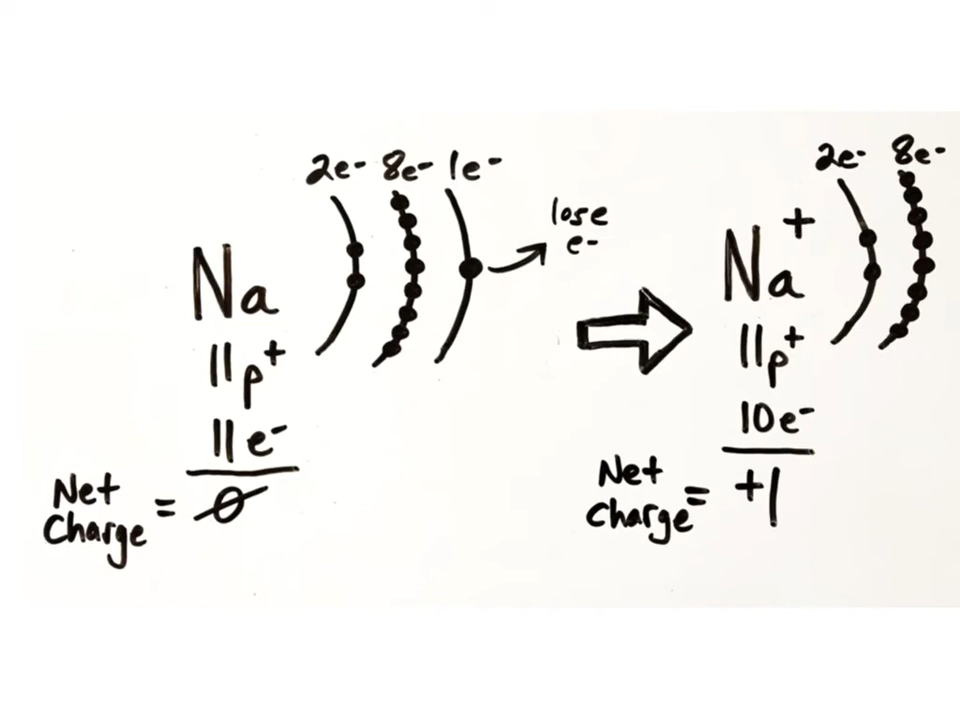 2e- 8e- 1e-
lose
e-
Na
11p+
11e-
Net
Charge = 0
2e- 8e-
Na+
11p+
10e-
Net
Charge = +1